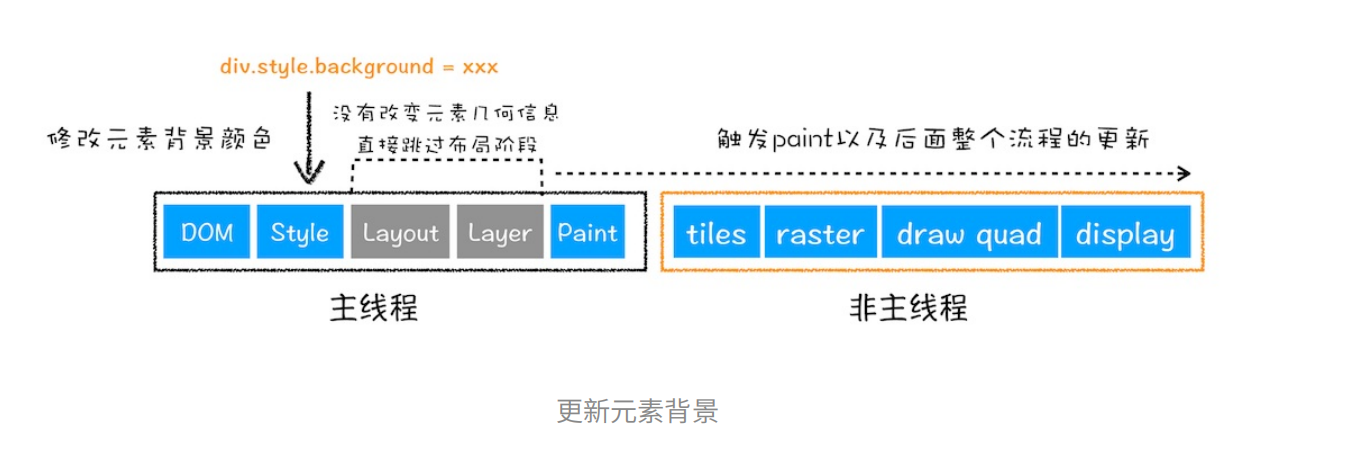 div.style.background = xxx
没有改变元素几何信息
直接跳过布局阶段
修改元素背景颜色
触发paint以及后面整个流程的更新
DOM Style Layout Layer Paint tiles raster draw quad display
主线程 非主线程
更新元素背景